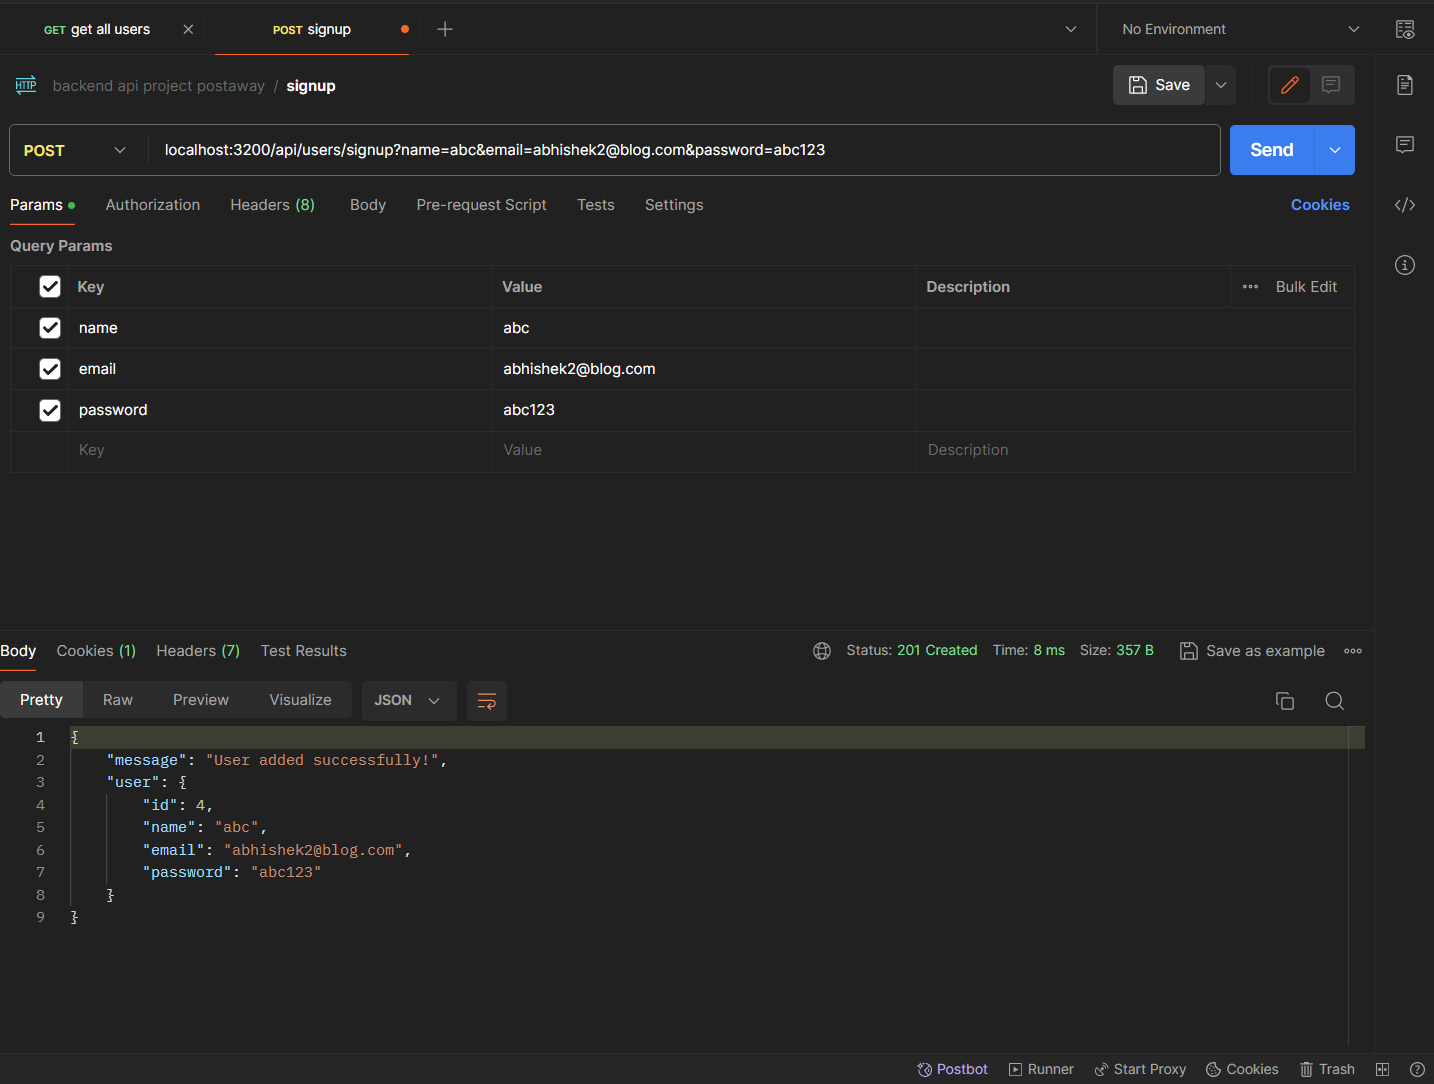 GET get all users
POST signup
No Environment
HTTP backend api project postaway / signup
Save
POST
localhost:3200/api/users/signup?name=abc&email=abhishek2@blog.com&password=abc123
Send
Params Authorization Headers (8) Body Pre-request Script Tests Settings Cookies
Query Params
Key Value Description Bulk Edit
name abc
email abhishek2@blog.com
password abc123
Key Value Description
Body Cookies (1) Headers (7) Test Results Status: 201 Created Time: 8 ms Size: 357 B Save as example
Pretty Raw Preview Visualize JSON
1 {
2 "message": "User added successfully!",
3 "user": {
4 "id": 4,
5 "name": "abc",
6 "email": "abhishek2@blog.com",
7 "password": "abc123"
8 }
9 }
Postbot Runner Start Proxy Cookies Trash